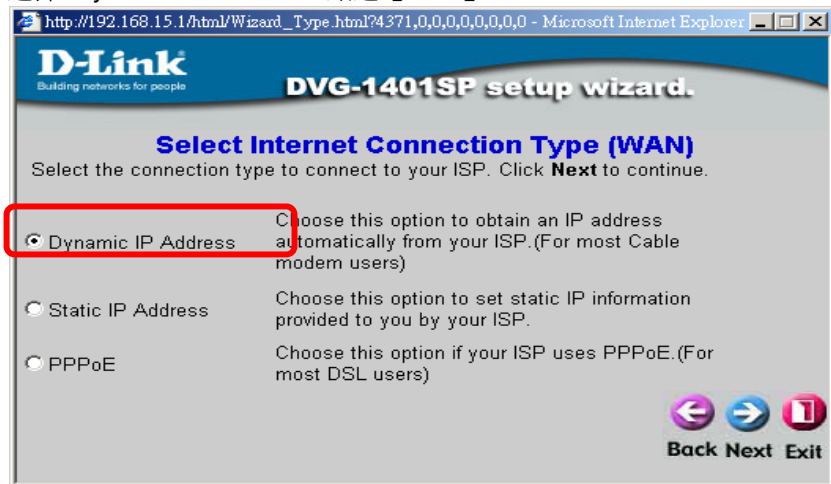 http://192.168.15.1/html/Wizard_Type.html?4371,0,0,0,0,0,0,0,0 - Microsoft Internet Explorer
D-Link
Building networks for people
DVG-1401SP setup wizard.
Select Internet Connection Type (WAN)
Select the connection type to connect to your ISP. Click Next to continue.
Dynamic IP Address
Choose this option to obtain an IP address
automatically from your ISP.(For most Cable
modem users)
Static IP Address
Choose this option to set static IP information
provided to you by your ISP.
PPPoE
Choose this option if your ISP uses PPPoE.(For
most DSL users)
Back Next Exit